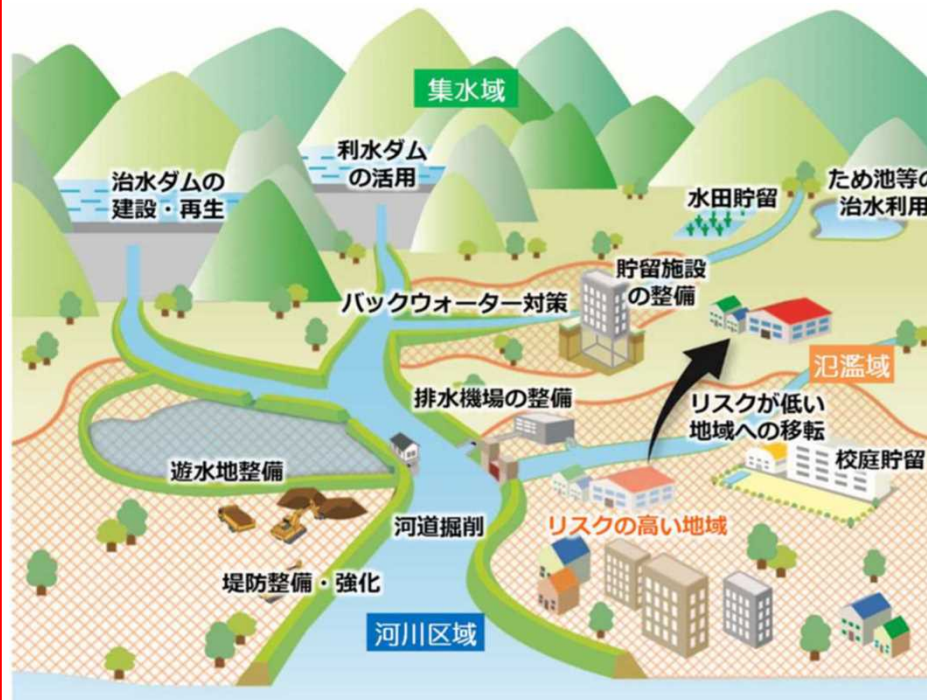 集水域
利水ダム
の活用
治水ダムの
建設・再生
水田貯留
ため池等の
治水利用
貯留施設
の整備
バックウォーター対策
氾濫域
排水機場の整備
リスクが低い
地域への移転
校庭貯留
遊水地整備
河道掘削
リスクの高い地域
堤防整備・強化
河川区域